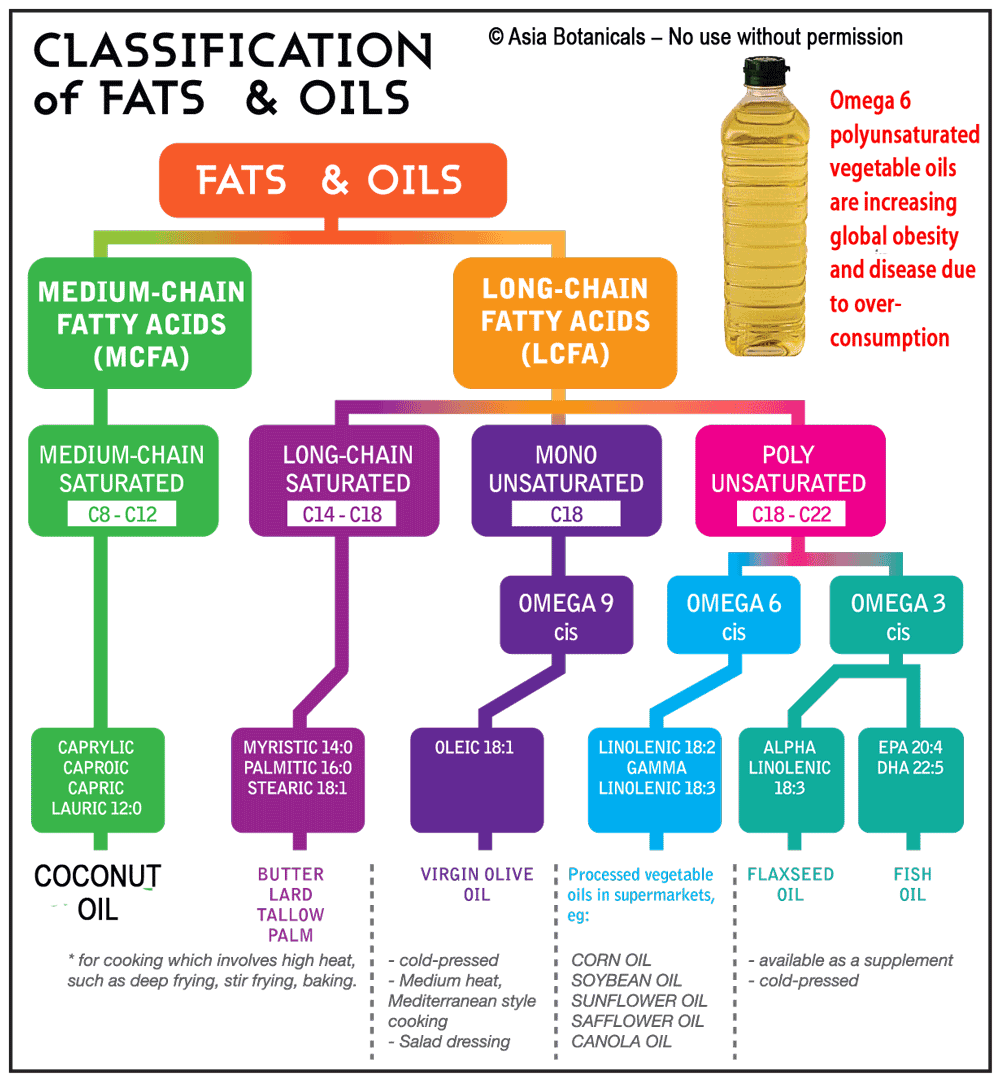 CLASSIFICATION
of FATS & OILS
© Asia Botanicals – No use without permission
Omega 6
polyunsaturated
vegetable oils
are increasing
global obesity
and disease due
to over-
consumption
FATS & OILS
MEDIUM-CHAIN
FATTY ACIDS
(MCFA)
LONG-CHAIN
FATTY ACIDS
(LCFA)
MEDIUM-CHAIN
SATURATED
C8 - C12
LONG-CHAIN
SATURATED
C14 - C18
MONO
UNSATURATED
C18
POLY
UNSATURATED
C18 - C22
OMEGA 9
cis
OMEGA 6
cis
OMEGA 3
cis
CAPRYLIC
CAPROIC
CAPRIC
LAURIC 12:0
MYRISTIC 14:0
PALMITIC 16:0
STEARIC 18:1
OLEIC 18:1
LINOLENIC 18:2
GAMMA
LINOLENIC 18:3
ALPHA
LINOLENIC
18:3
EPA 20:4
DHA 22:5
COCONUT
OIL
BUTTER
LARD
TALLOW
PALM
* for cooking which involves high heat,
such as deep frying, stir frying, baking.
VIRGIN OLIVE
OIL
- cold-pressed
- Medium heat,
Mediterranean style
cooking
- Salad dressing
Processed vegetable
oils in supermarkets,
eg:
CORN OIL
SOYBEAN OIL
SUNFLOWER OIL
SAFFLOWER OIL
CANOLA OIL
FLAXSEED
OIL
FISH
OIL
- available as a supplement
- cold-pressed